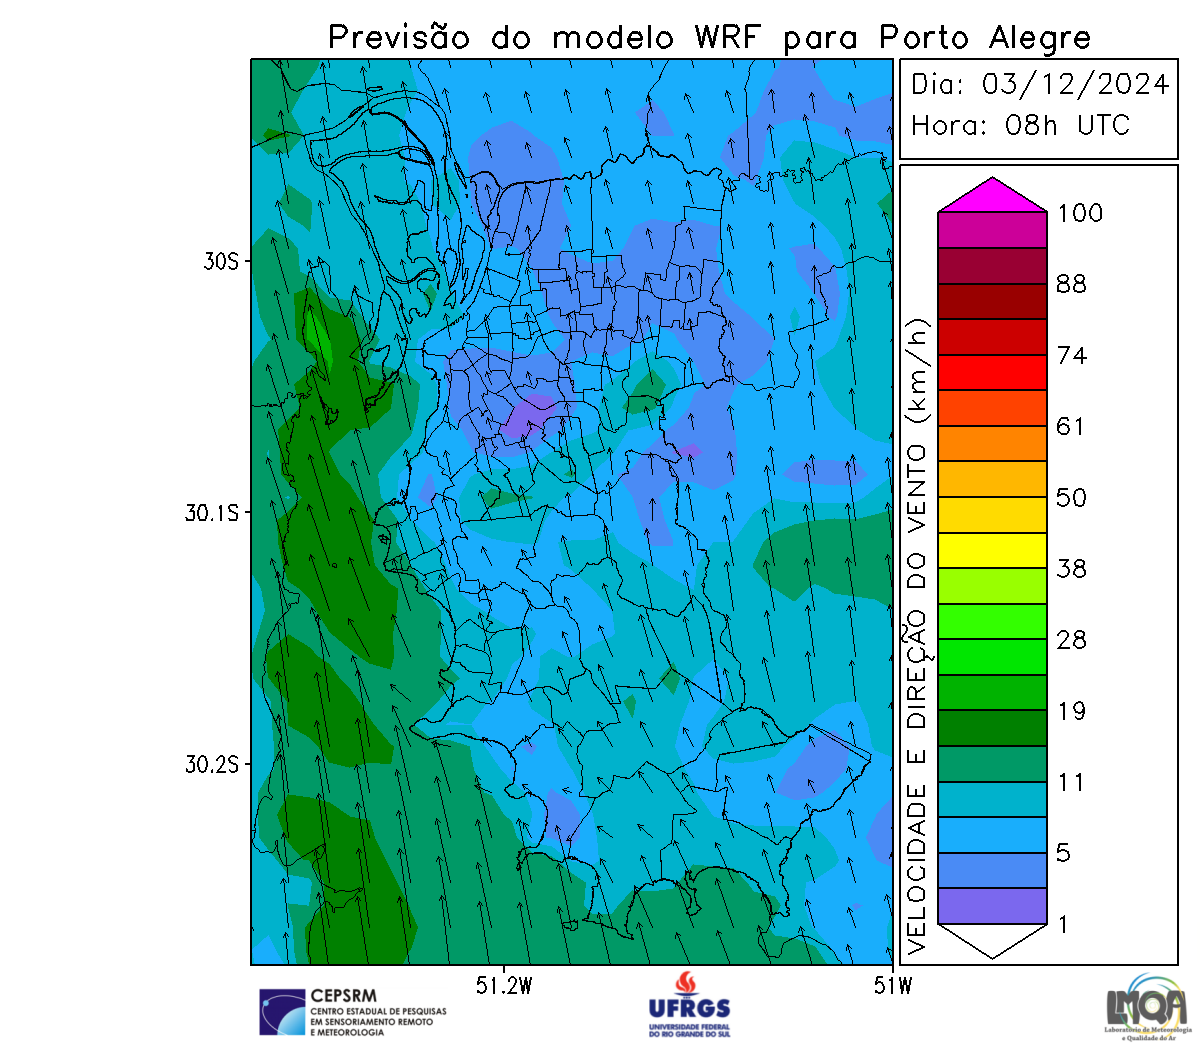 Previsão do modelo WRF para Porto Alegre
Dia: 03/12/2024
Hora: 08h UTC
30S
30.1S
30.2S
51.2W
51W
VELOCIDADE E DIREÇÃO DO VENTO (km/h)
100
88
74
61
50
38
28
19
11
5
1
CEPSRM
CENTRO ESTADUAL DE PESQUISAS
EM SENSORIAMENTO REMOTO
E METEOROLOGIA
UFRGS
UNIVERSIDADE FEDERAL
DO RIO GRANDE DO SUL
LMQA
Laboratório de Meteorologia
e Qualidade do Ar